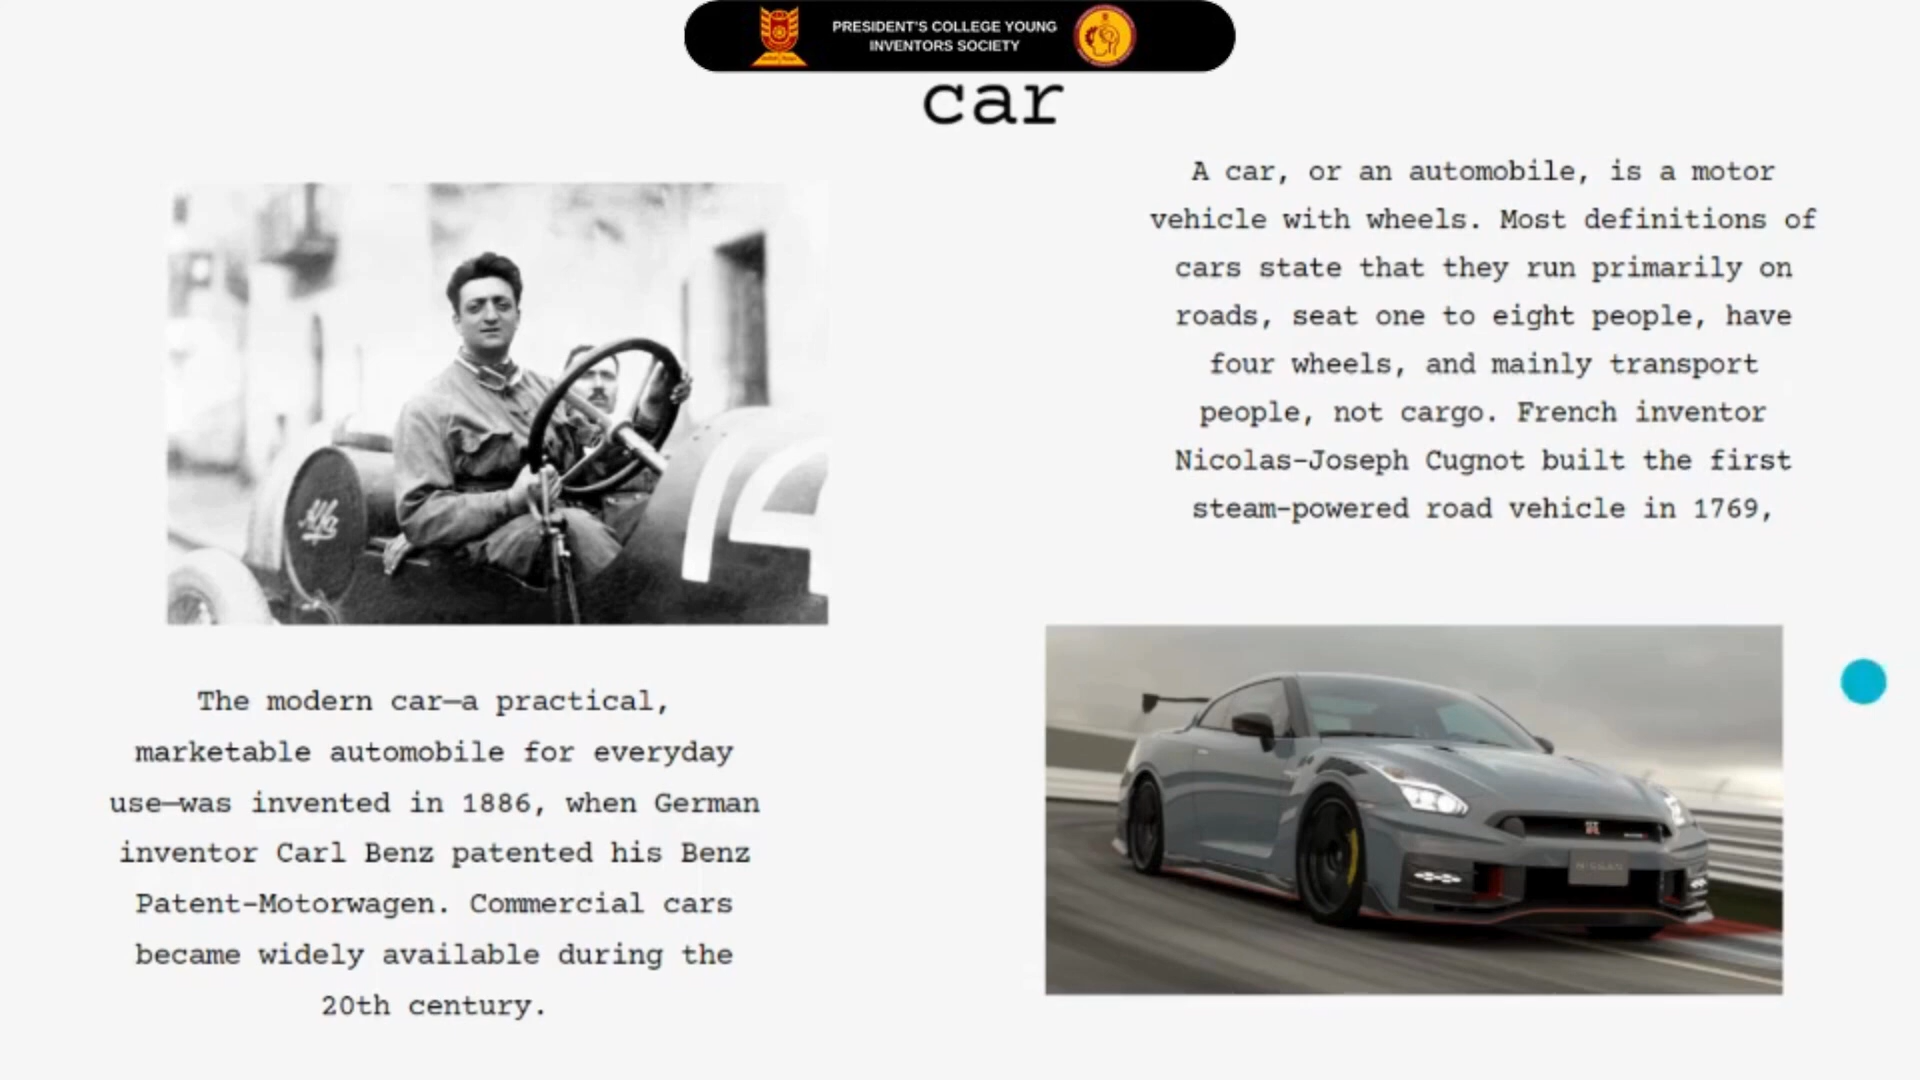 PRESIDENT'S COLLEGE YOUNG
INVENTORS SOCIETY
car
A car, or an automobile, is a motor
vehicle with wheels. Most definitions of
cars state that they run primarily on
roads, seat one to eight people, have
four wheels, and mainly transport
people, not cargo. French inventor
Nicolas-Joseph Cugnot built the first
steam-powered road vehicle in 1769,
Alfa
The modern car—a practical,
marketable automobile for everyday
use—was invented in 1886, when German
inventor Carl Benz patented his Benz
Patent-Motorwagen. Commercial cars
became widely available during the
20th century.
NISSAN